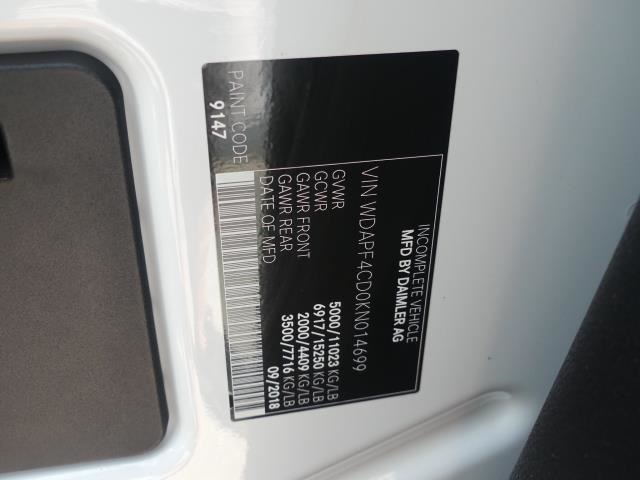 INCOMPLETE VEHICLE
MFD BY DAIMLER AG
VIN WDAPF4CD0KN014699
GVWR 5000/11023 KG/LB
GCWR 6917/15250 KG/LB
GAWR FRONT 2000/4409 KG/LB
GAWR REAR 3500/7716 KG/LB
DATE OF MFD 09/2018
PAINT CODE
9147